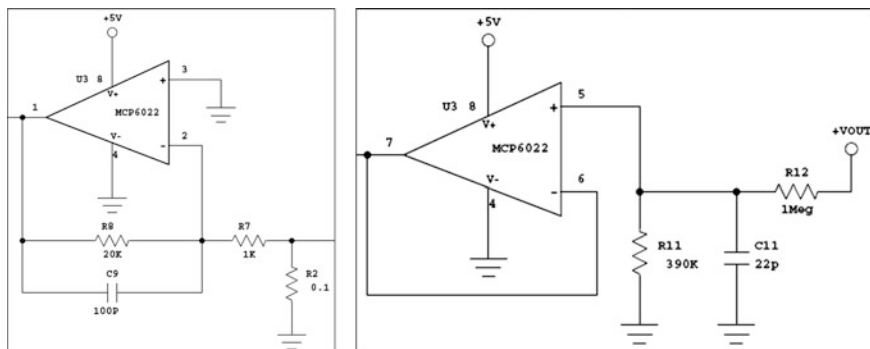 +5V
U3 8
V+
3
+
1
MCP6022
2
-
V-
4
R8
20K
R7
1K
C9
100P
R2
0.1
+5V
U3 8
V+
5
+
7
MCP6022
6
-
V-
4
+VOUT
R12
1Meg
R11
390K
C11
22p